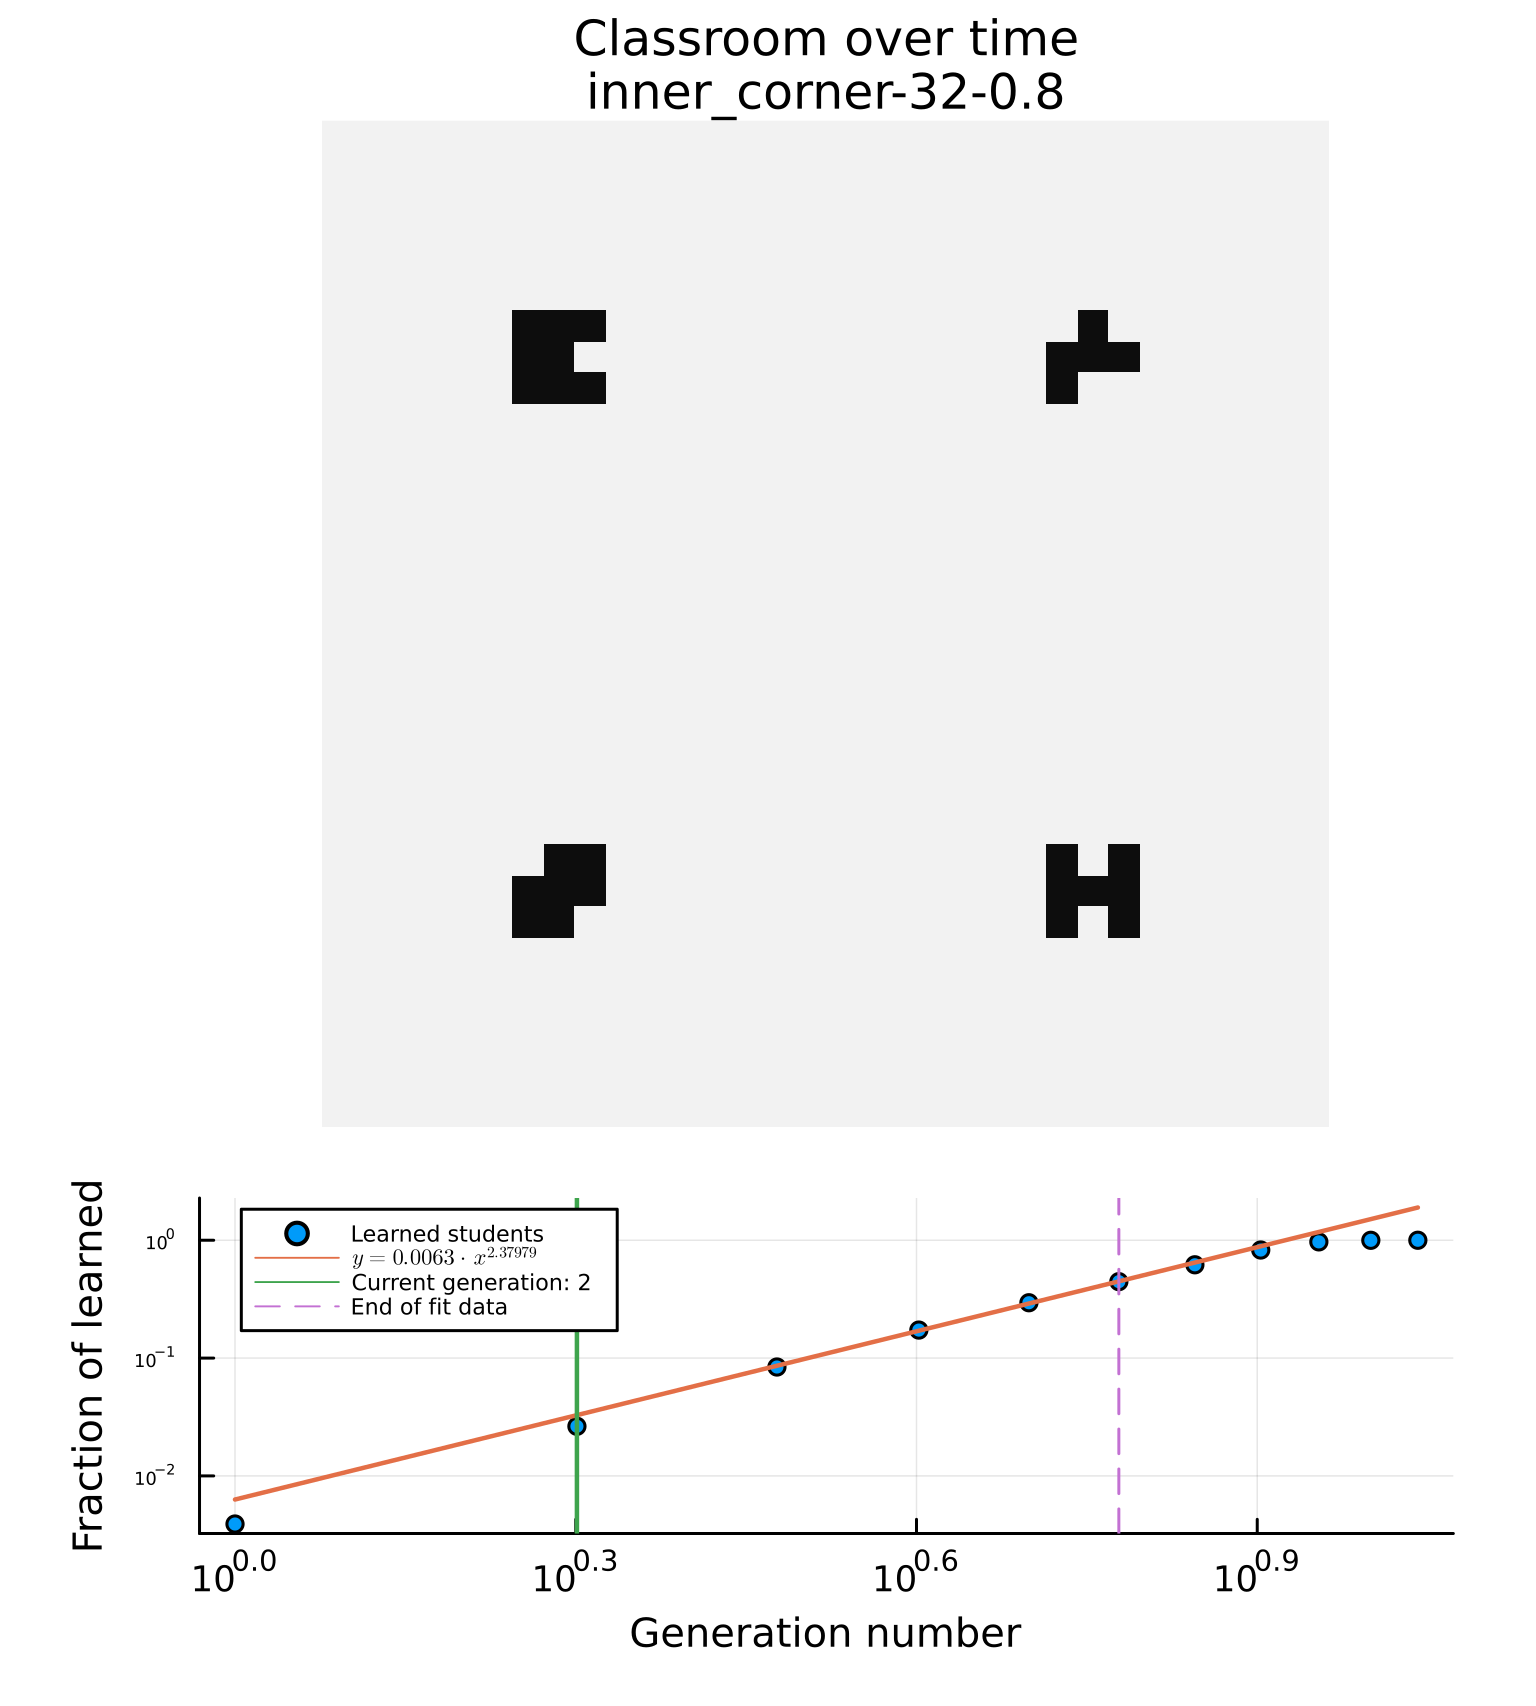 Classroom over time
inner_corner-32-0.8
Fraction of learned
10^0
10^-1
10^-2
Learned students
y = 0.0063 · x^2.37979
Current generation: 2
End of fit data
10^0.0 10^0.3 10^0.6 10^0.9
Generation number